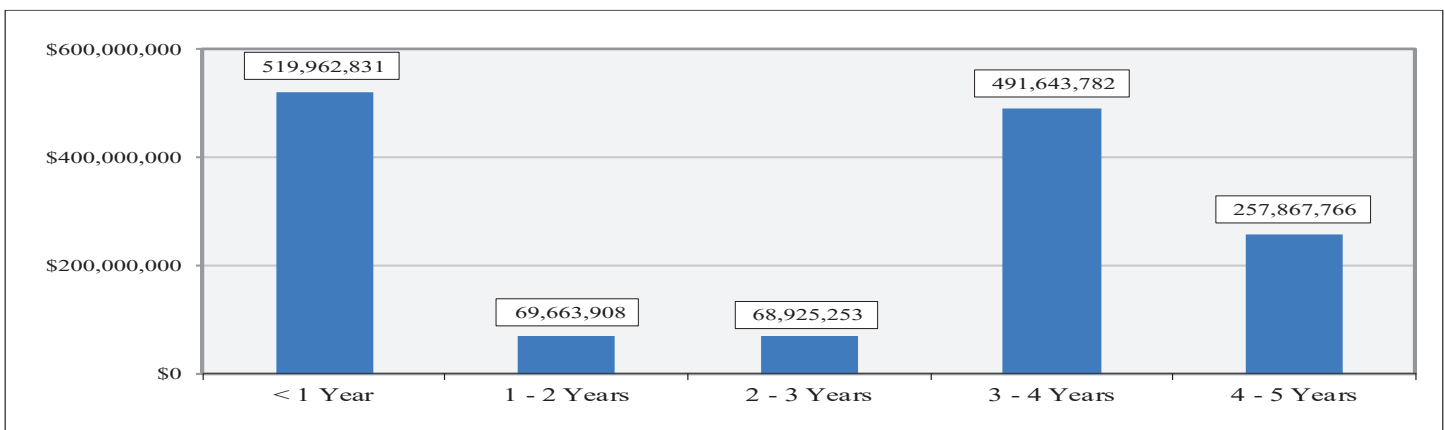 $600,000,000
519,962,831
491,643,782
$400,000,000
257,867,766
$200,000,000
69,663,908
68,925,253
$0
< 1 Year
1 - 2 Years
2 - 3 Years
3 - 4 Years
4 - 5 Years